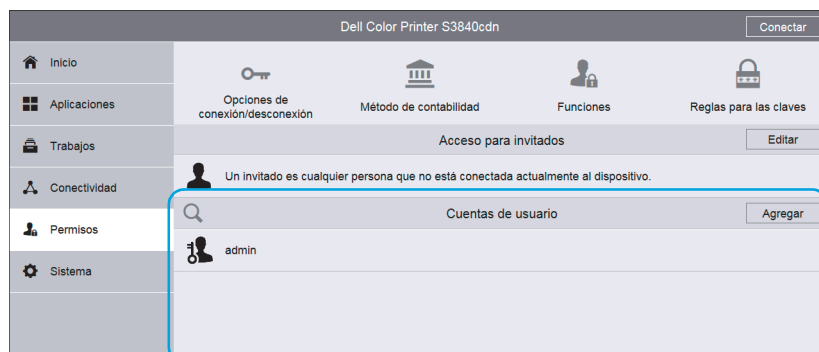 Dell Color Printer S3840cdn
Conectar
Inicio
Aplicaciones
Trabajos
Conectividad
Permisos
Sistema
Opciones de
conexión/desconexión
Método de contabilidad
Funciones
Reglas para las claves
Acceso para invitados
Editar
Un invitado es cualquier persona que no está conectada actualmente al dispositivo.
Cuentas de usuario
Agregar
admin